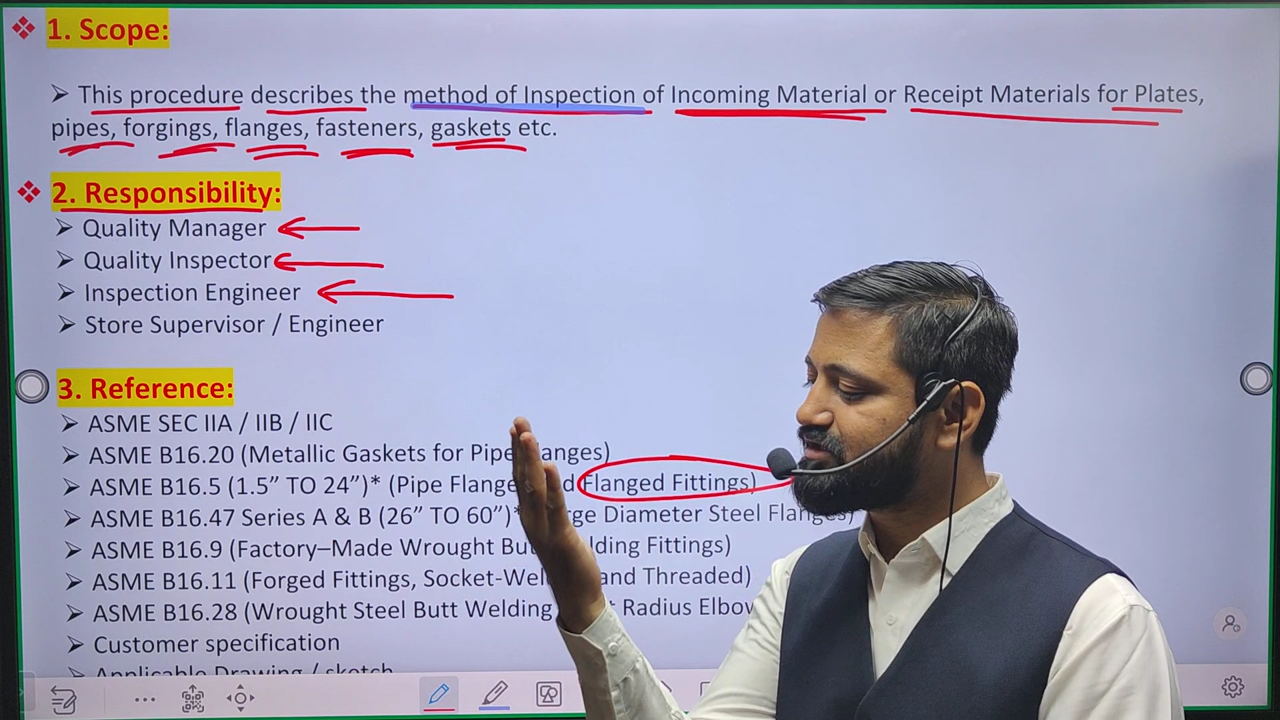 ❖ 1. Scope:
➢ This procedure describes the method of Inspection of Incoming Material or Receipt Materials for Plates,
pipes, forgings, flanges, fasteners, gaskets etc.
❖ 2. Responsibility:
➢ Quality Manager
➢ Quality Inspector
➢ Inspection Engineer
➢ Store Supervisor / Engineer
3. Reference:
➢ ASME SEC IIA / IIB / IIC
➢ ASME B16.20 (Metallic Gaskets for Pipe
➢ ASME B16.5 (1.5” TO 24”)* (Pipe Flange Flanged Fittings)
➢ ASME B16.47 Series A & B (26” TO 60”)* Diameter Steel Flanges)
➢ ASME B16.9 (Factory–Made Wrought Fittings)
➢ ASME B16.11 (Forged Fittings, and Threaded)
➢ ASME B16.28 (Wrought Steel Butt Welding Radius
➢ Customer specification
➢ Applicable Drawing / sketch